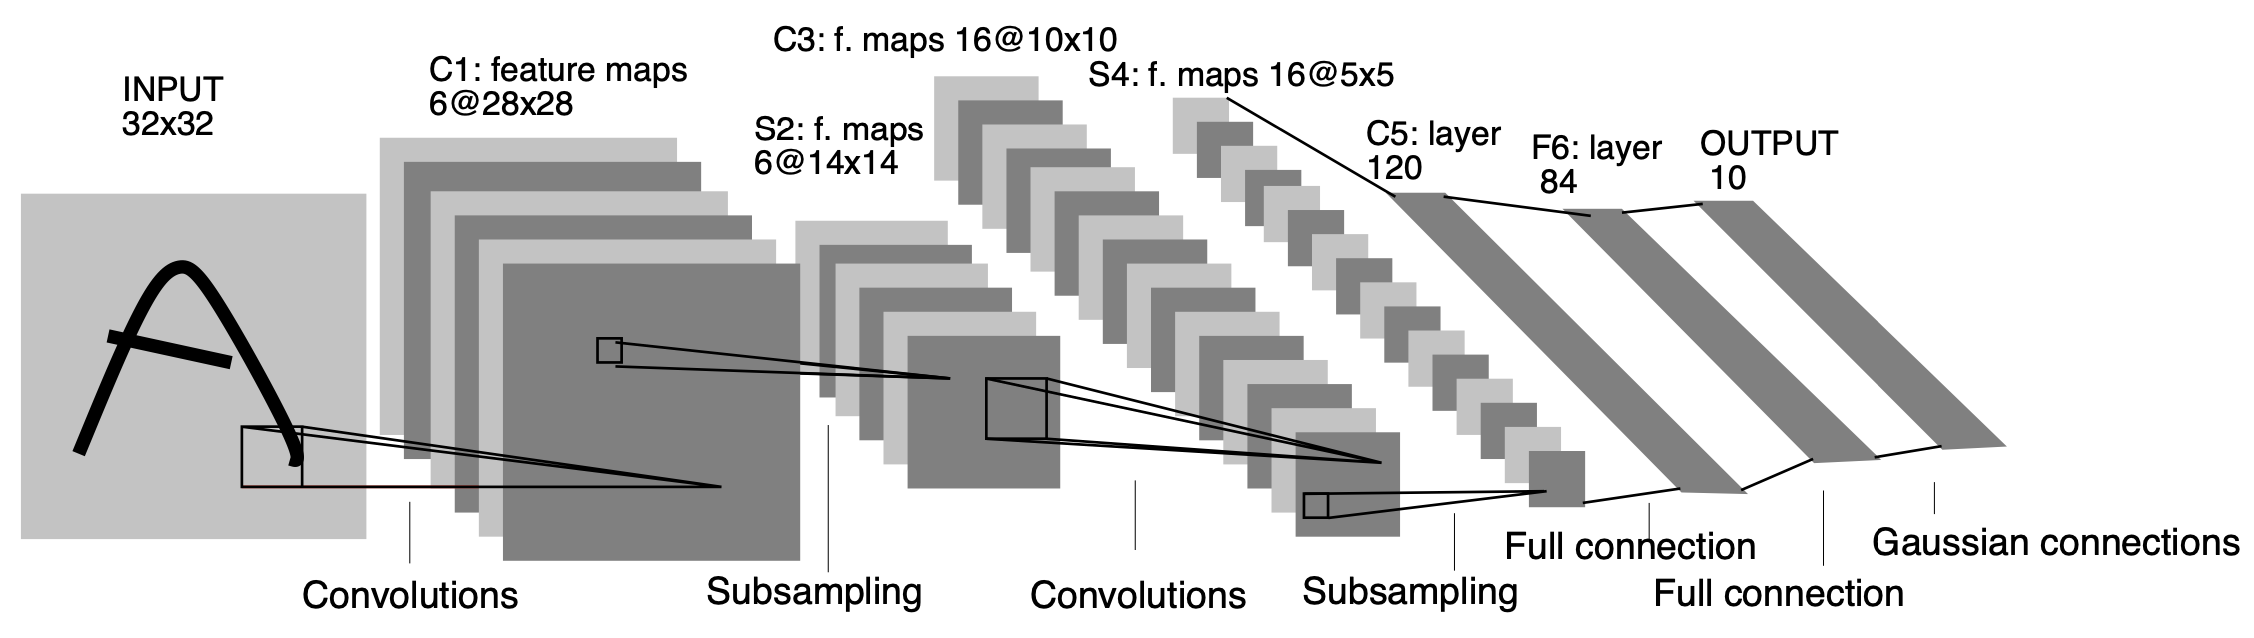 INPUT
32x32
C1: feature maps
6@28x28
S2: f. maps
6@14x14
C3: f. maps 16@10x10
S4: f. maps 16@5x5
C5: layer
120
F6: layer
84
OUTPUT
10
Convolutions
Subsampling
Convolutions
Subsampling
Full connection
Full connection
Gaussian connections